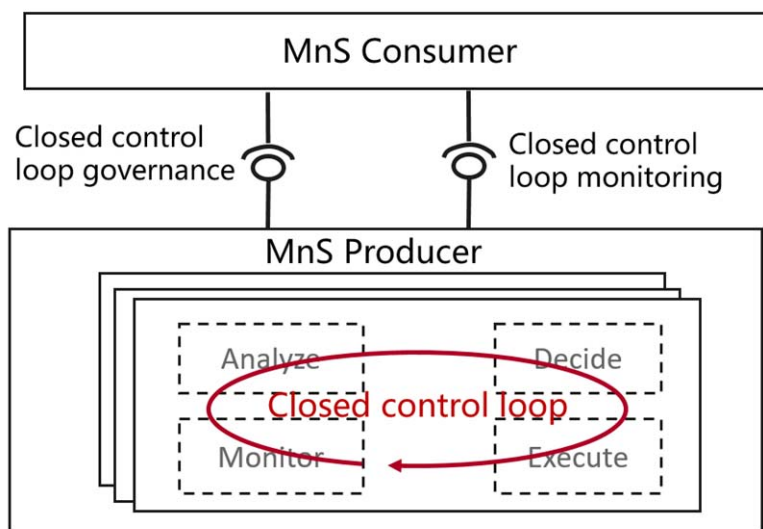 MnS Consumer
Closed control
loop governance
Closed control
loop monitoring
MnS Producer
Analyze
Decide
Closed control loop
Monitor
Execute